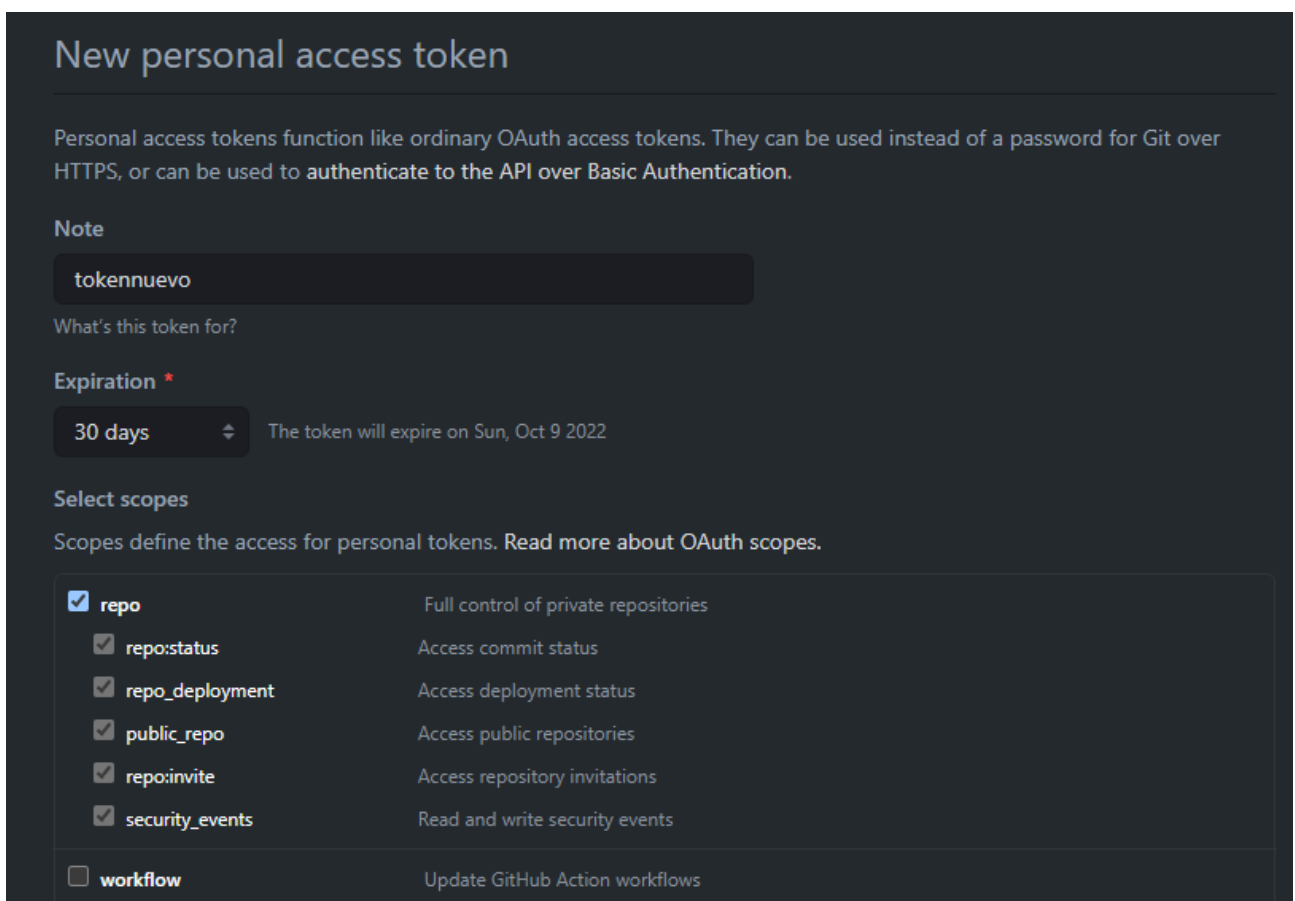 New personal access token
Personal access tokens function like ordinary OAuth access tokens. They can be used instead of a password for Git over
HTTPS, or can be used to authenticate to the API over Basic Authentication.
Note
tokennuevo
What's this token for?
Expiration *
30 days The token will expire on Sun, Oct 9 2022
Select scopes
Scopes define the access for personal tokens. Read more about OAuth scopes.
repo Full control of private repositories
repo:status Access commit status
repo_deployment Access deployment status
public_repo Access public repositories
repo:invite Access repository invitations
security_events Read and write security events
workflow Update GitHub Action workflows